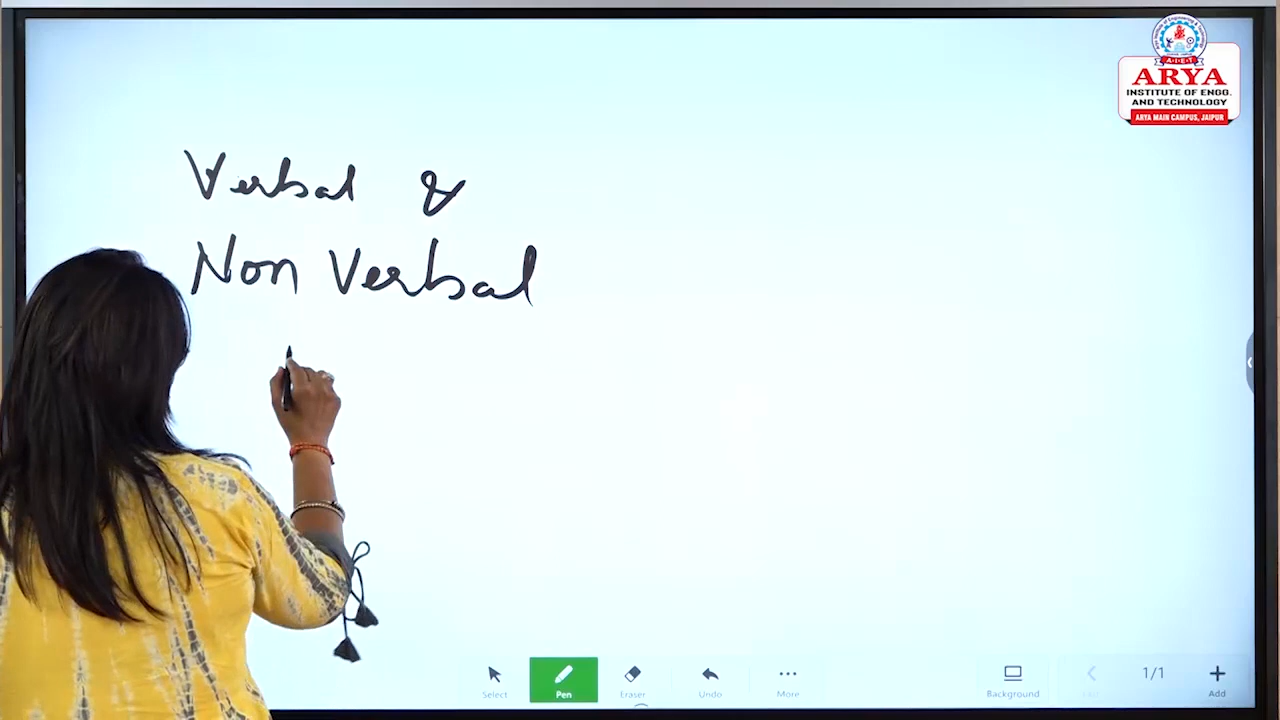 Verbal &
Non Verbal
A·I·E·T
ARYA
INSTITUTE OF ENGG.
AND TECHNOLOGY
ARYA MAIN CAMPUS, JAIPUR
Select
Pen
Eraser
Undo
More
Background
1/1
Add